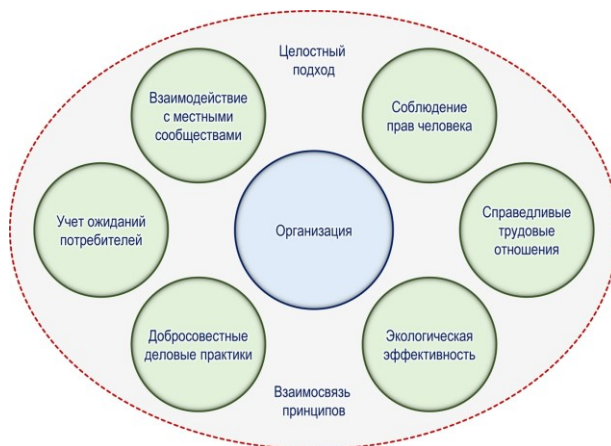 Целостный
подход
Взаимодействие
с местными
сообществами
Соблюдение
прав человека
Учет ожиданий
потребителей
Организация
Справедливые
трудовые
отношения
Добросовестные
деловые практики
Экологическая
эффективность
Взаимосвязь
принципов